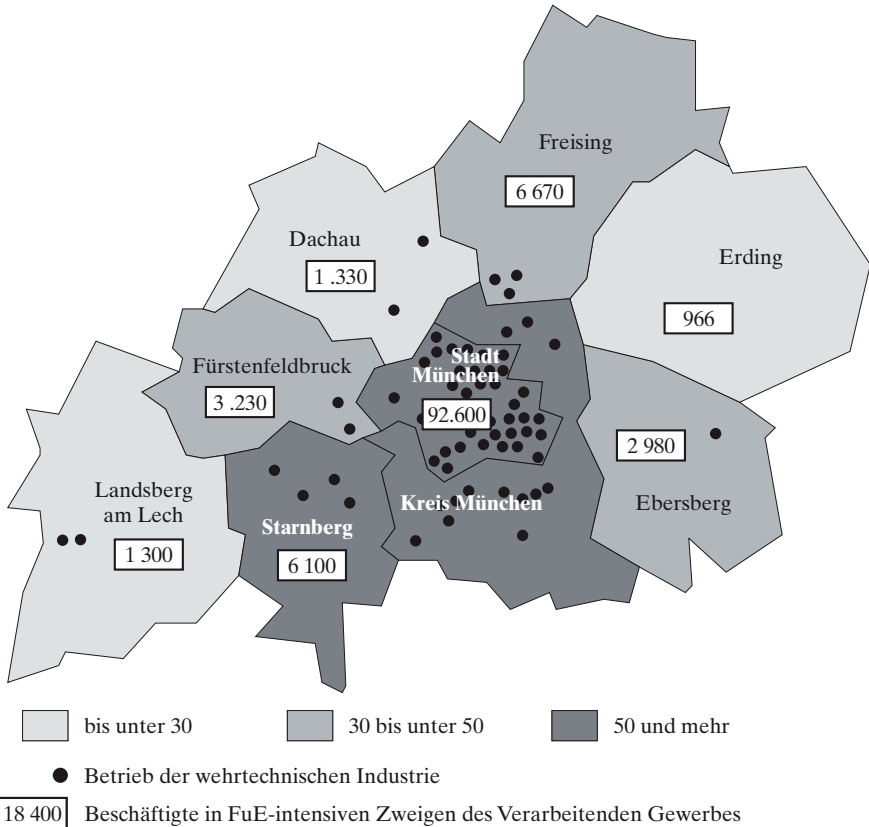 Freising
6 670
Dachau
1 .330
Erding
966
Fürstenfeldbruck
3 .230
Stadt
München
92.600
2 980
Ebersberg
Landsberg
am Lech
1 300
Starnberg
6 100
Kreis München
bis unter 30
30 bis unter 50
50 und mehr
Betrieb der wehrtechnischen Industrie
18 400 Beschäftigte in FuE-intensiven Zweigen des Verarbeitenden Gewerbes